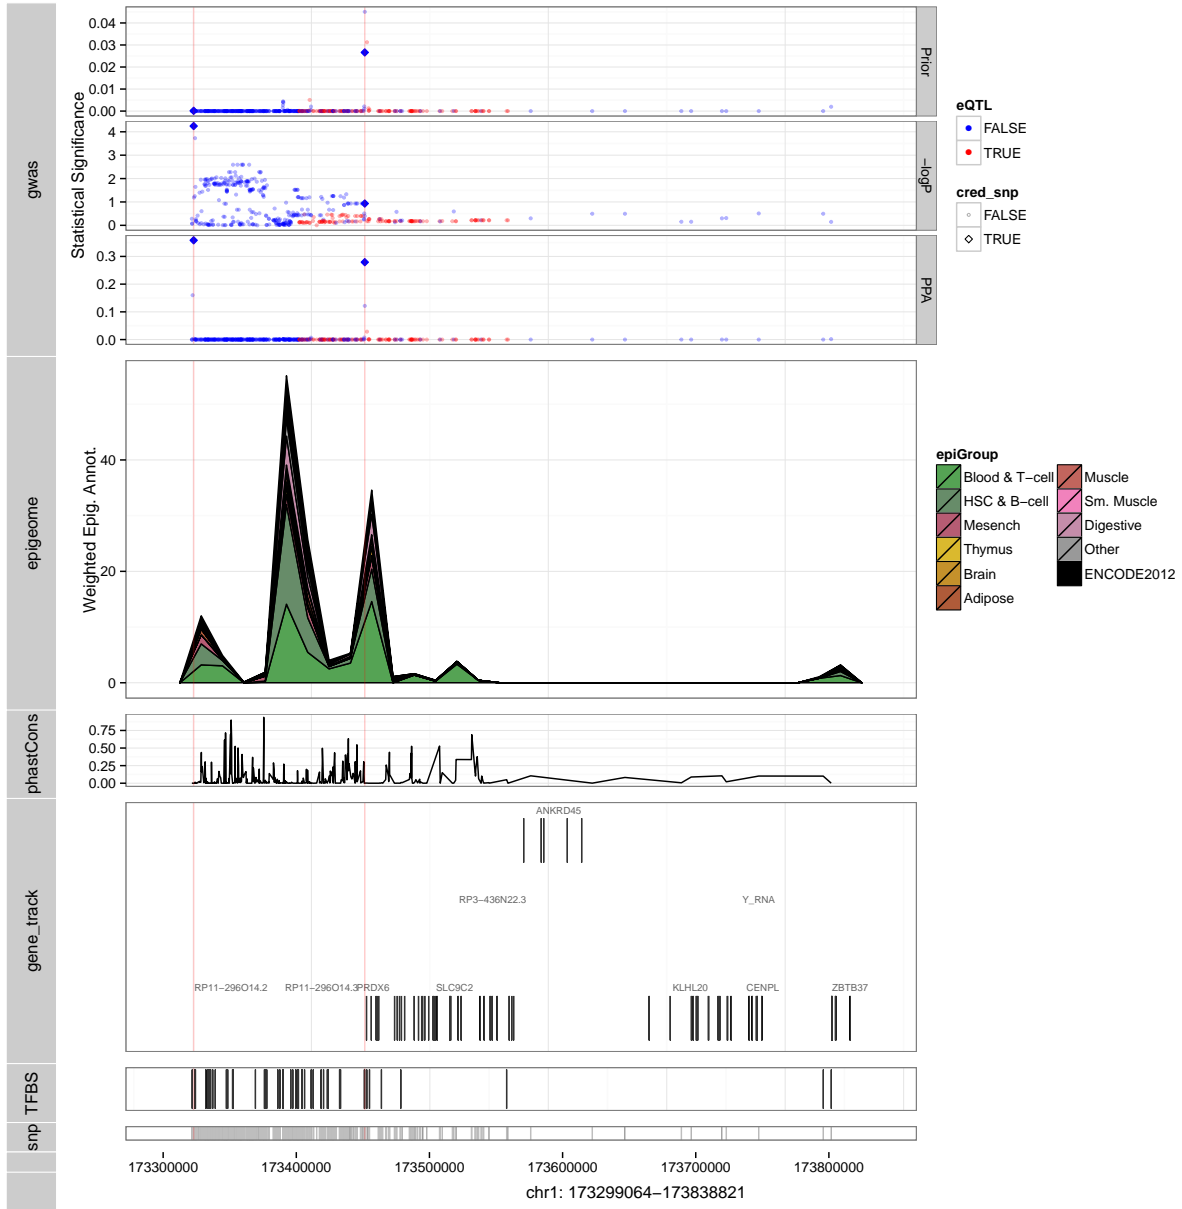 gwas
Statistical Significance
0.04
0.03
0.02
0.01
0.00
Prior
4
3
2
1
0
−logP
0.3
0.2
0.1
0.0
PPA
eQTL
FALSE
TRUE
cred_snp
FALSE
TRUE
epigeome
Weighted Epig. Annot.
40
20
0
epiGroup
Blood & T−cell
HSC & B−cell
Mesench
Thymus
Brain
Adipose
Muscle
Sm. Muscle
Digestive
Other
ENCODE2012
phastCons
0.75
0.50
0.25
0.00
gene_track
ANKRD45
RP3−436N22.3 Y_RNA
RP11−296O14.2 RP11−296O14.3 PRDX6 SLC9C2 KLHL20 CENPL ZBTB37
TFBS
snp
173300000 173400000 173500000 173600000 173700000 173800000
chr1: 173299064−173838821